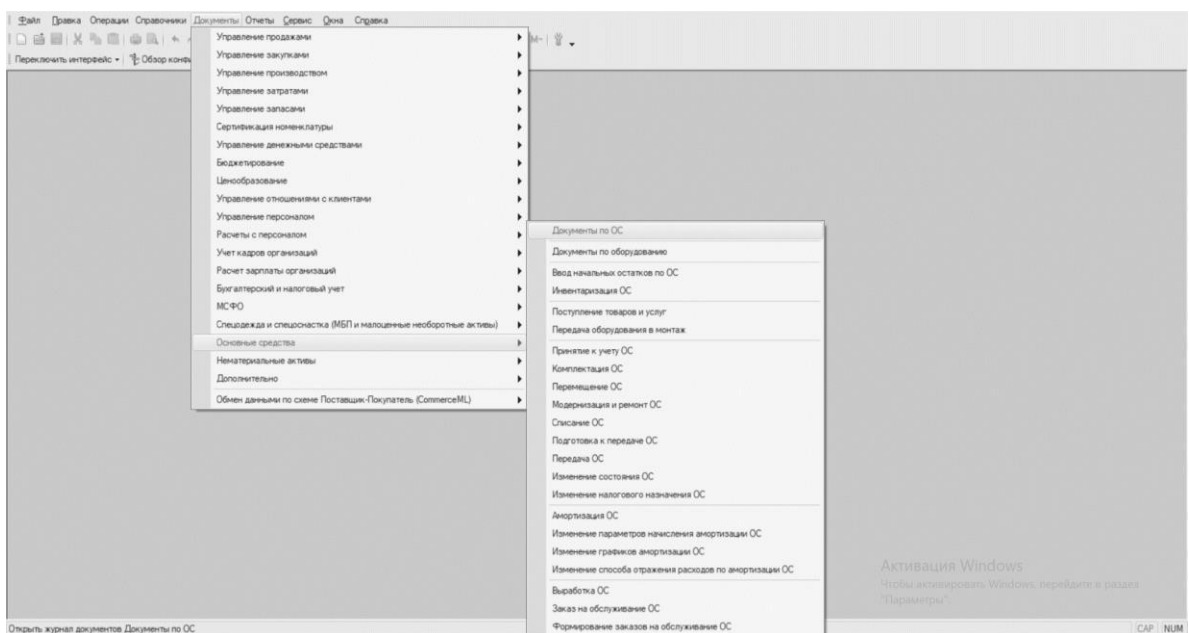 Файл Правка Операции Справочники Документы Отчеты Сервис Окна Справка
M-
Переключить интерфейс
Обзор
Управление продажами
Управление закупками
Управление производством
Управление затратами
Управление запасами
Сертификация номенклатуры
Управление денежными средствами
Бюджетирование
Ценообразование
Управление отношениями с клиентами
Управление персоналом
Расчеты с персоналом
Учет кадров организаций
Расчет зарплаты организаций
Бухгалтерский и налоговый учет
МСФО
Спецодежда и спецоснастка (МБП и малоценные необоротные активы)
Основные средства
Нематериальные активы
Дополнительно
Обмен данными по схеме Поставщик-Покупатель (CommerceML)
Документы по ОС
Документы по оборудованию
Ввод начальных остатков по ОС
Инвентаризация ОС
Поступление товаров и услуг
Передача оборудования в монтаж
Принятие к учету ОС
Комплектация ОС
Перемещение ОС
Модернизация и ремонт ОС
Списание ОС
Подготовка к передаче ОС
Передача ОС
Изменение состояния ОС
Изменение налогового назначения ОС
Амортизация ОС
Изменение параметров начисления амортизации ОС
Изменение графиков амортизации ОС
Изменение способа отражения расходов по амортизации ОС
Выработка ОС
Заказ на обслуживание ОС
Формирование заказов на обслуживание ОС
Активация Windows
Чтобы активировать Windows, перейдите в раздел
"Параметры".
Открыть журнал документов Документы по ОС
CAP NUM